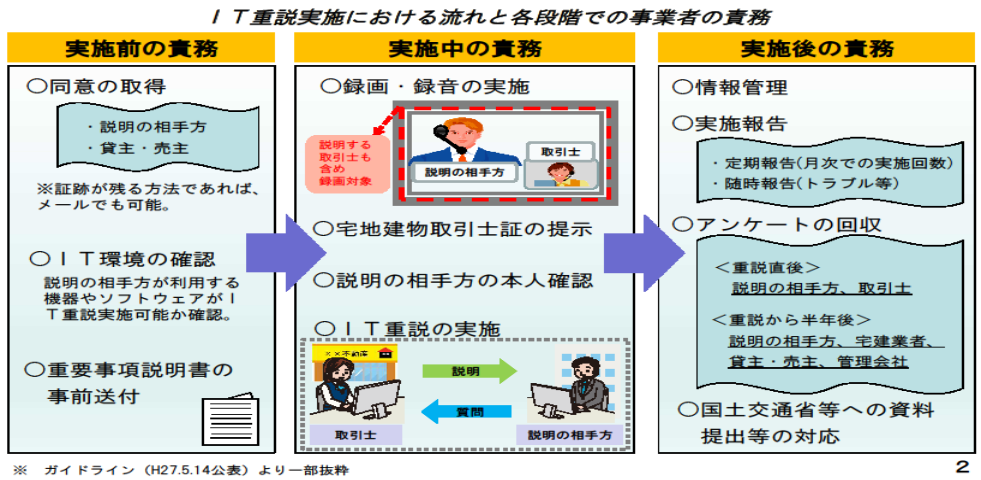 ＩＴ重説実施における流れと各段階での事業者の責務
実施前の責務
○同意の取得
・説明の相手方
・貸主・売主
※証跡が残る方法であれば、
メールでも可能。
○ＩＴ環境の確認
説明の相手方が利用する
機器やソフトウェアがＩ
Ｔ重説実施可能か確認。
○重要事項説明書の
事前送付
実施中の責務
○録画・録音の実施
説明する
取引士も
含め
録画対象
説明の相手方
取引士
○宅地建物取引士証の提示
○説明の相手方の本人確認
○ＩＴ重説の実施
××不動産
説明
質問
取引士
説明の相手方
実施後の責務
○情報管理
○実施報告
・定期報告(月次での実施回数)
・随時報告(トラブル等)
○アンケートの回収
＜重説直後＞
説明の相手方、取引士
＜重説から半年後＞
説明の相手方、宅建業者、
貸主・売主、管理会社
○国土交通省等への資料
提出等の対応
※　ガイドライン（H27.5.14公表）より一部抜粋
2